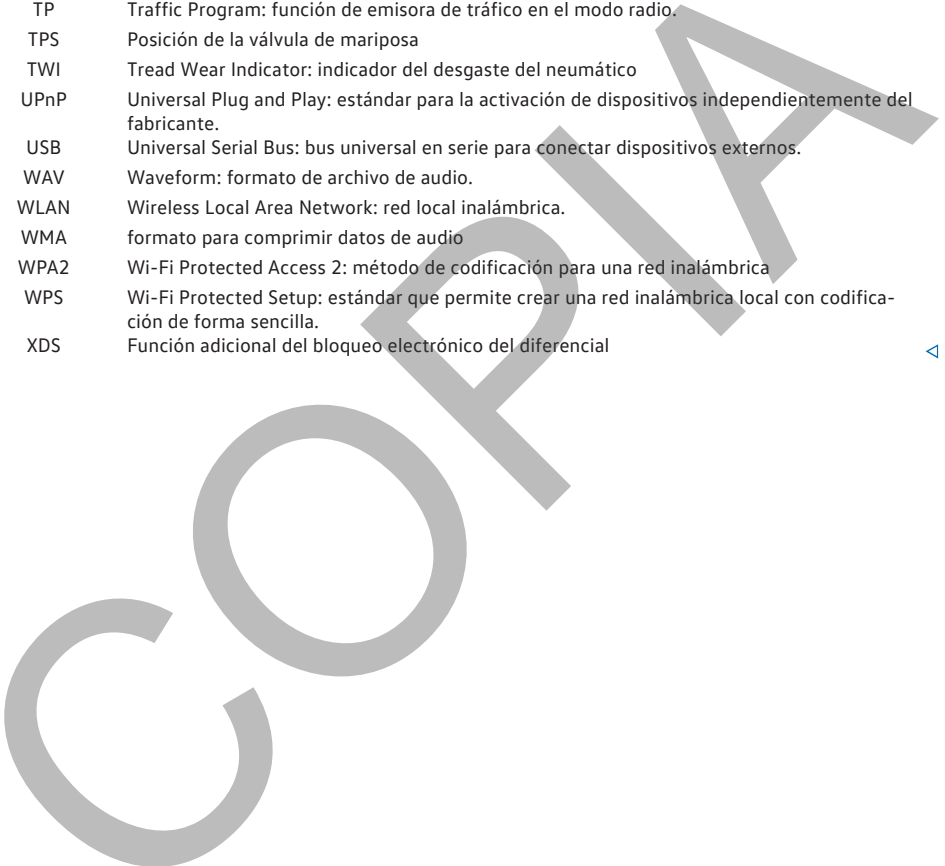 TP Traffic Program: función de emisora de tráfico en el modo radio.
TPS Posición de la válvula de mariposa
TWI Tread Wear Indicator: indicador del desgaste del neumático
UPnP Universal Plug and Play: estándar para la activación de dispositivos independientemente del
fabricante.
USB Universal Serial Bus: bus universal en serie para conectar dispositivos externos.
WAV Waveform: formato de archivo de audio.
WLAN Wireless Local Area Network: red local inalámbrica.
WMA formato para comprimir datos de audio
WPA2 Wi-Fi Protected Access 2: método de codificación para una red inalámbrica
WPS Wi-Fi Protected Setup: estándar que permite crear una red inalámbrica local con codifica-
ción de forma sencilla.
XDS Función adicional del bloqueo electrónico del diferencial
COPIA